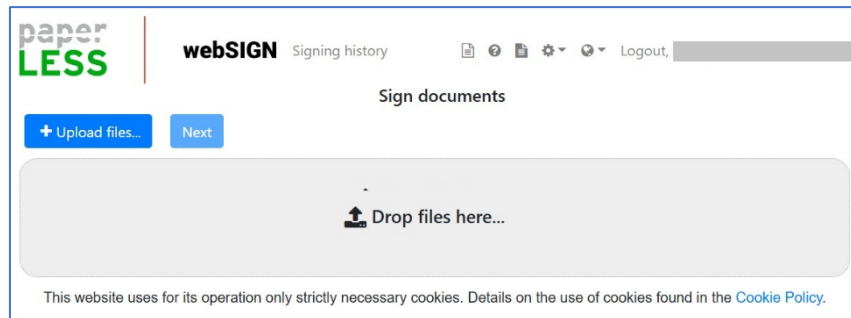 paper
LESS
webSIGN Signing history Logout,
Sign documents
+ Upload files... Next
Drop files here...
This website uses for its operation only strictly necessary cookies. Details on the use of cookies found in the Cookie Policy.